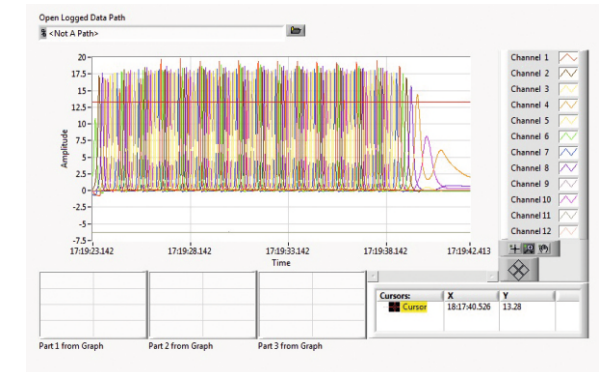 Open Logged Data Path
<Not A Path>
20
17.5
15
12.5
10
7.5
5
2.5
0
-2.5
-5
-7.5
Amplitude
17:19:23.142 17:19:28.142 17:19:33.142 17:19:38.142 17:19:42.413
Time
Channel 1
Channel 2
Channel 3
Channel 4
Channel 5
Channel 6
Channel 7
Channel 8
Channel 9
Channel 10
Channel 11
Channel 12
Cursors: X Y
Cursor 18:17:40.526 13.28
Part 1 from Graph Part 2 from Graph Part 3 from Graph